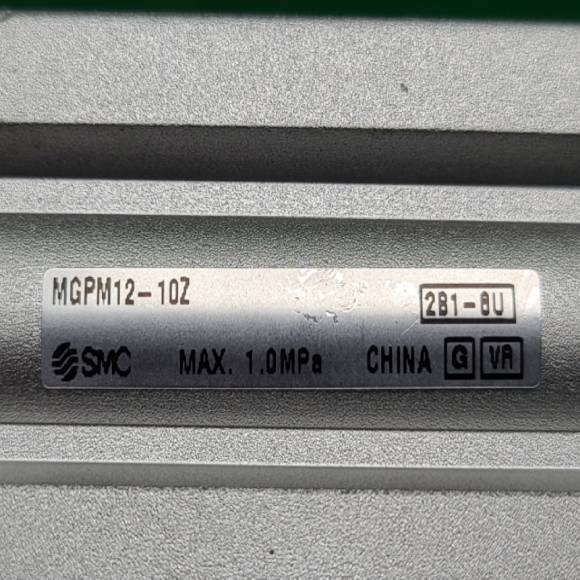 MGPM12-10Z
2B1-8U
SMC MAX. 1.0MPa CHINA G VR